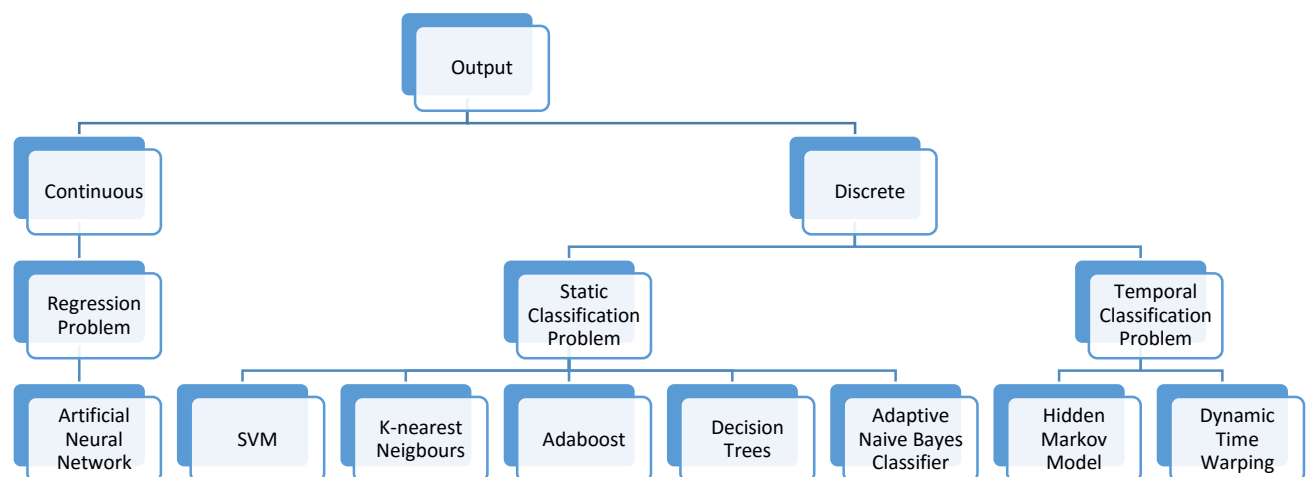 Output
Continuous
Discrete
Regression
Problem
Static
Classification
Problem
Temporal
Classification
Problem
Artificial
Neural
Network
SVM
K-nearest
Neigbours
Adaboost
Decision
Trees
Adaptive
Naive Bayes
Classifier
Hidden
Markov
Model
Dynamic
Time
Warping